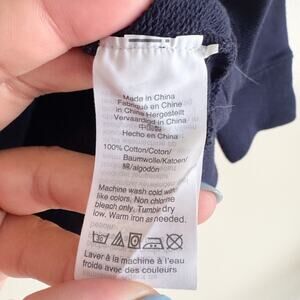 Made in China
Fabriqué en Chine
In China Hergestellt
Vervaardigd in China
中国制造
Hecho en China
100% Cotton/Coton/
Baumwolle/Katoen/
棉/algodón
Machine wash cold with
like colors. Non chlorine
bleach only. Tumble dry
low. Warm iron as needed.
Laver à la machine à l'eau
froide avec des couleurs